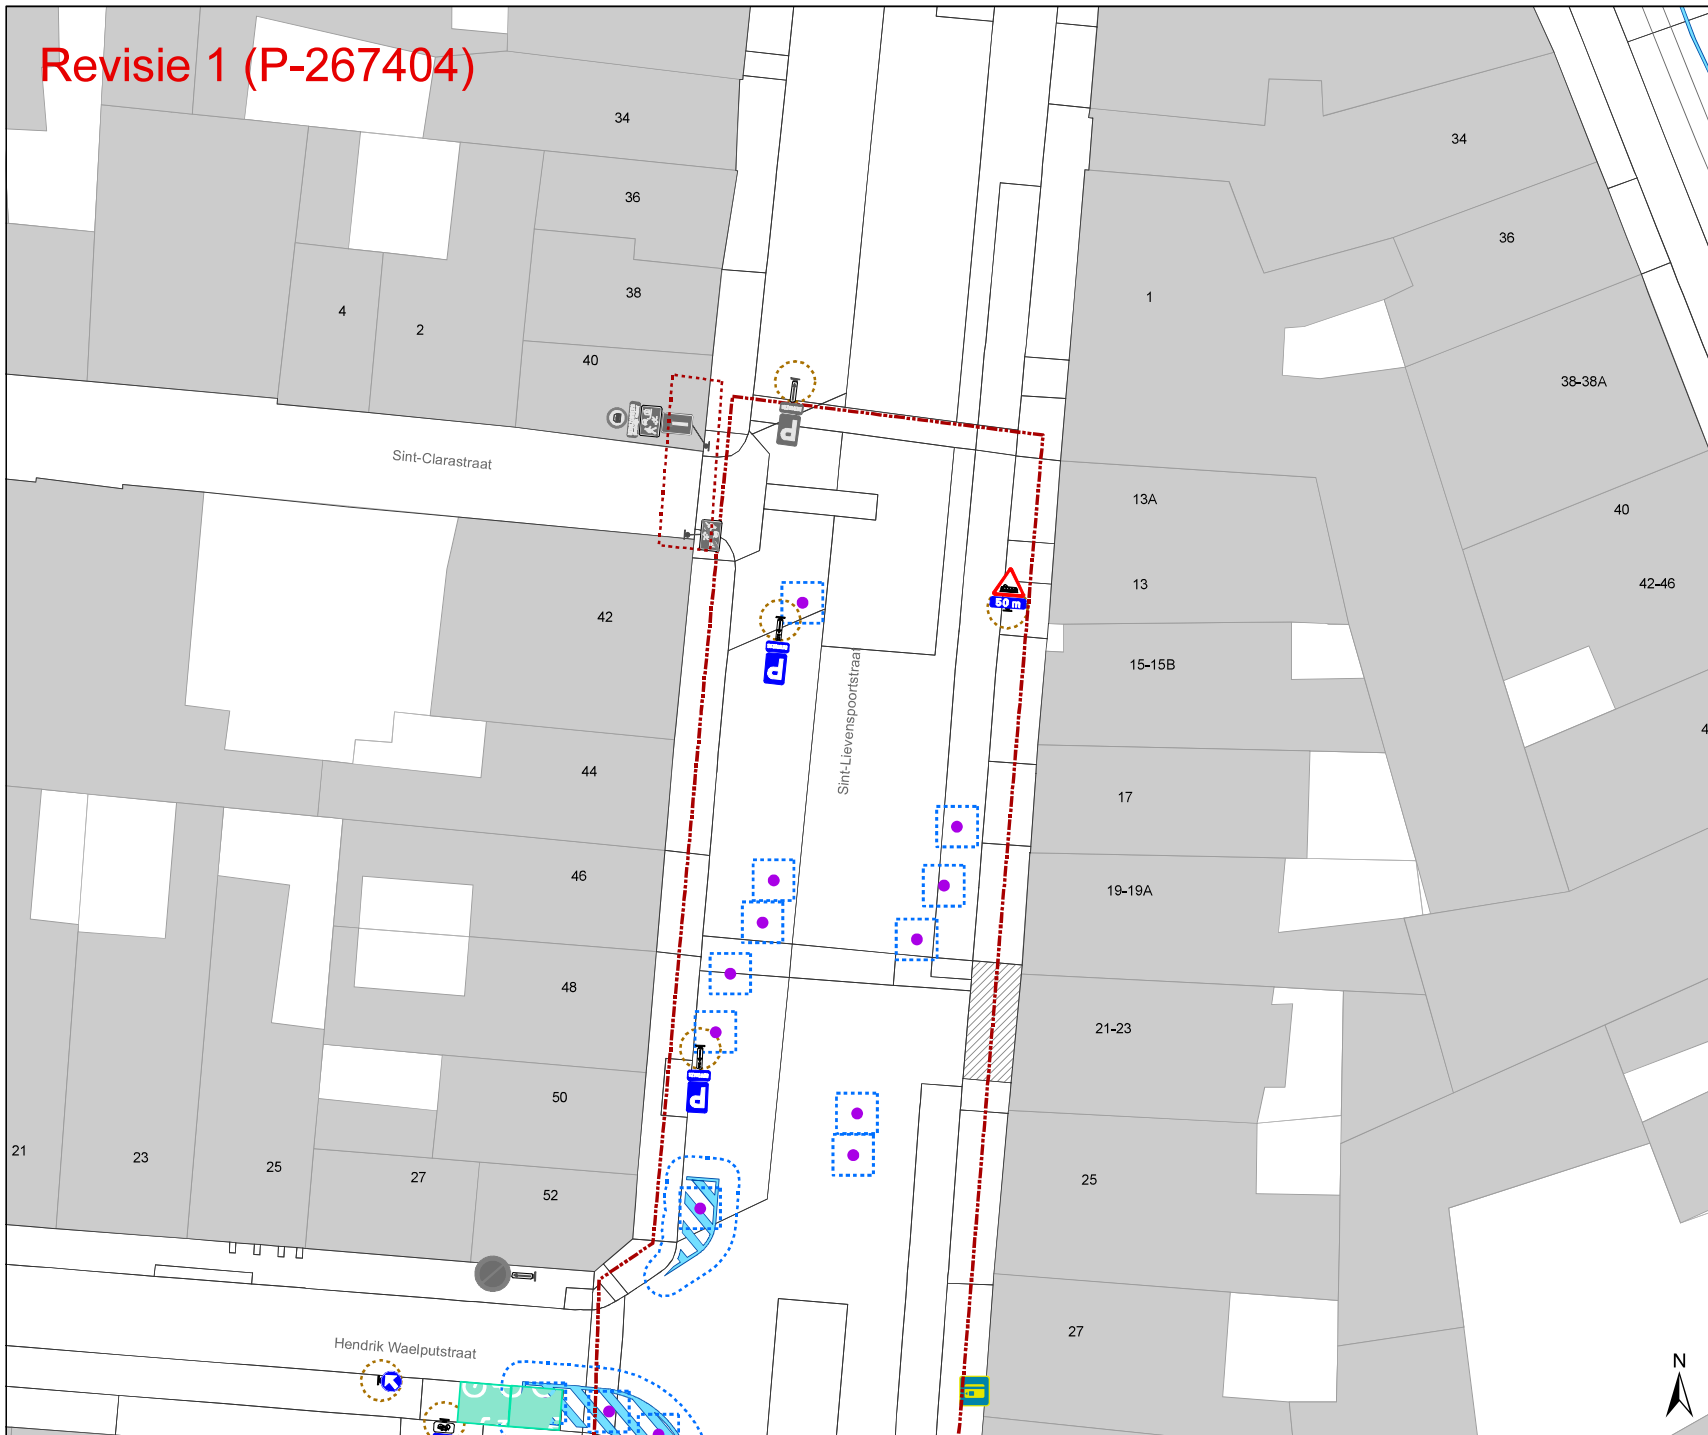 Revisie 1 (P-267404)
34
34
36
36
38
1
4
2
40
38-38A
Sint-Clarastraat
P
13A
40
50 m
13
42-46
42
15-15B
P
Sint-Lievenspoortstraat
44
17
46
19-19A
48
21-23
50
P
21
23
25
27
52
25
Hendrik Waelputstraat
27
N